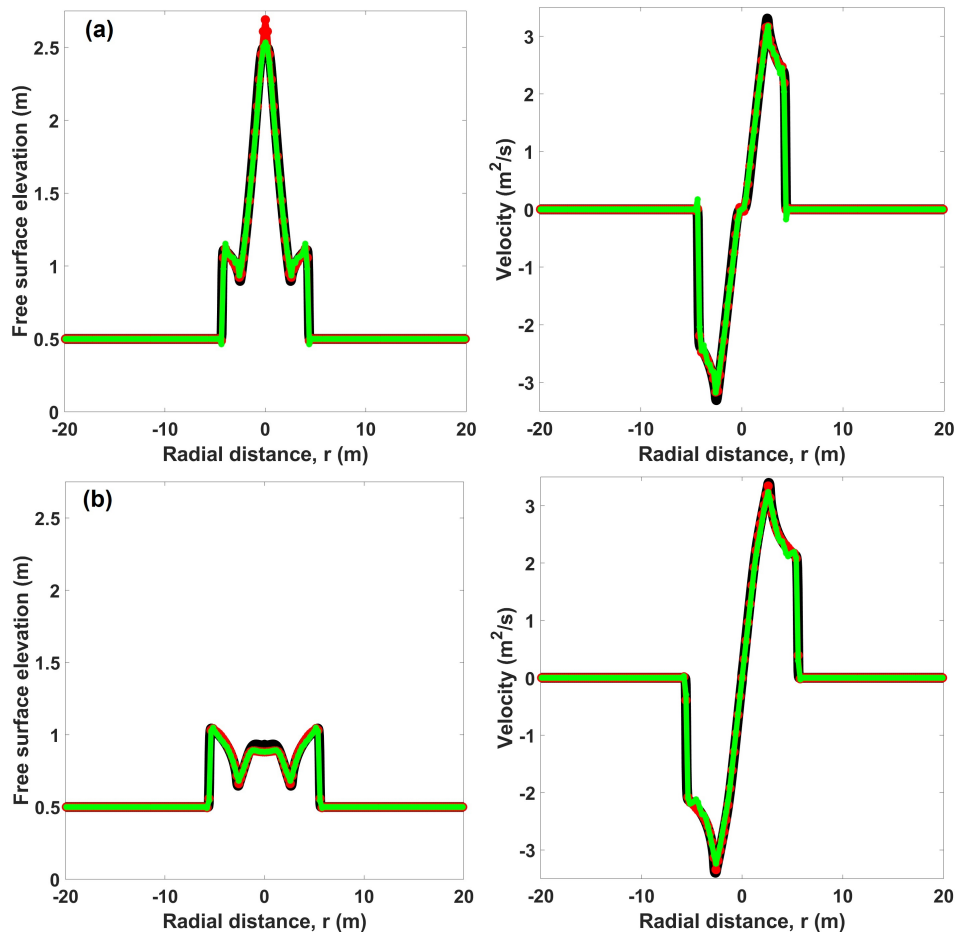 (a)
Free surface elevation (m)
2.5
2
1.5
1
0.5
0
-20 -10 0 10 20
Radial distance, r (m)
Velocity (m²/s)
3
2
1
0
-1
-2
-3
-20 -10 0 10 20
Radial distance, r (m)
(b)
Free surface elevation (m)
2.5
2
1.5
1
0.5
0
-20 -10 0 10 20
Radial distance, r (m)
Velocity (m²/s)
3
2
1
0
-1
-2
-3
-20 -10 0 10 20
Radial distance, r (m)